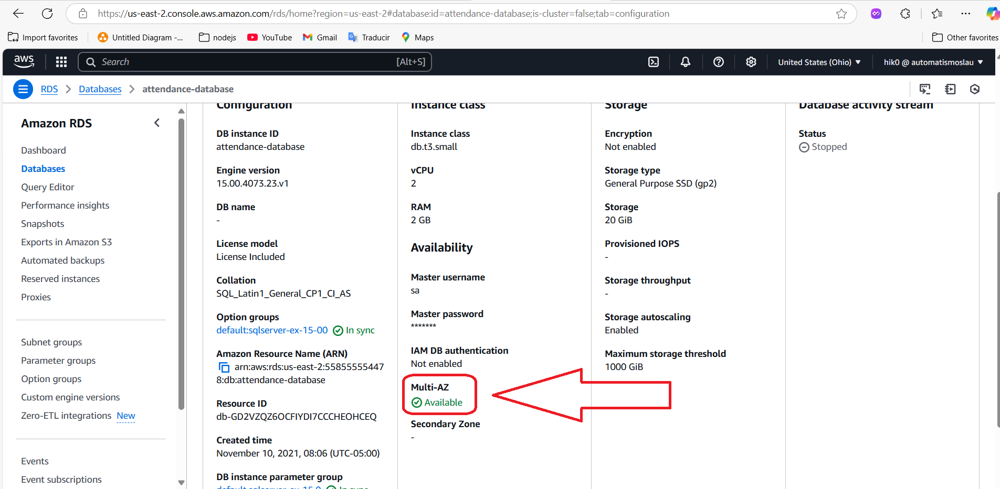 https://us-east-2.console.aws.amazon.com/rds/home?region=us-east-2#database:id=attendance-database;is-cluster=false;tab=configuration
Import favorites
Untitled Diagram -...
nodejs
YouTube
Gmail
Traducir
Maps
Other favorites
aws
Search
[Alt+S]
United States (Ohio)
hik0 @ automatismoslau
RDS
Databases
attendance-database
Amazon RDS
Dashboard
Databases
Query Editor
Performance insights
Snapshots
Exports in Amazon S3
Automated backups
Reserved instances
Proxies
Subnet groups
Parameter groups
Option groups
Custom engine versions
Zero-ETL integrations New
Events
Event subscriptions
Configuration
DB instance ID
attendance-database
Engine version
15.00.4073.23.v1
DB name
-
License model
License Included
Collation
SQL_Latin1_General_CP1_CI_AS
Option groups
default:sqlserver-ex-15-00 In sync
Amazon Resource Name (ARN)
arn:aws:rds:us-east-2:55855555447
8:db:attendance-database
Resource ID
db-GD2VZQZ6OCFIYDI7CCCHEOHCEQ
Created time
November 10, 2021, 08:06 (UTC-05:00)
DB instance parameter group
default.sqlserver-ex-15.0 In sync
Instance class
Instance class
db.t3.small
vCPU
2
RAM
2 GB
Availability
Master username
sa
Master password
*******
IAM DB authentication
Not enabled
Multi-AZ
Available
Secondary Zone
-
Storage
Encryption
Not enabled
Storage type
General Purpose SSD (gp2)
Storage
20 GiB
Provisioned IOPS
-
Storage throughput
-
Storage autoscaling
Enabled
Maximum storage threshold
1000 GiB
Database activity stream
Status
Stopped